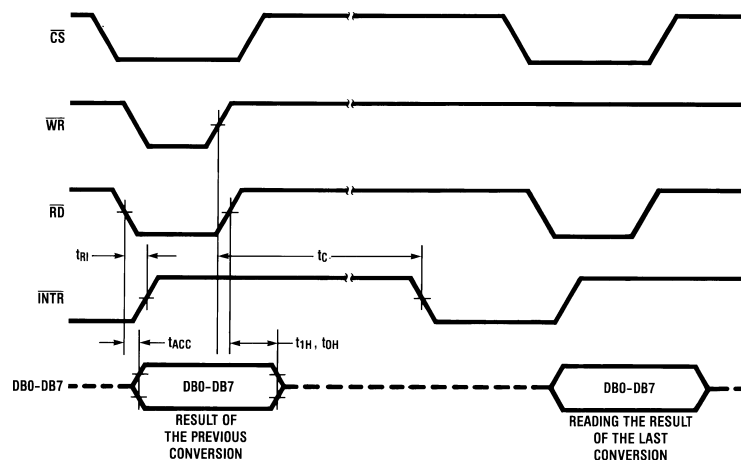 CS
WR
RD
tRI
tC
INTR
tACC
t1H, t0H
DB0-DB7
DB0-DB7
DB0-DB7
RESULT OF
THE PREVIOUS
CONVERSION
READING THE RESULT
OF THE LAST
CONVERSION